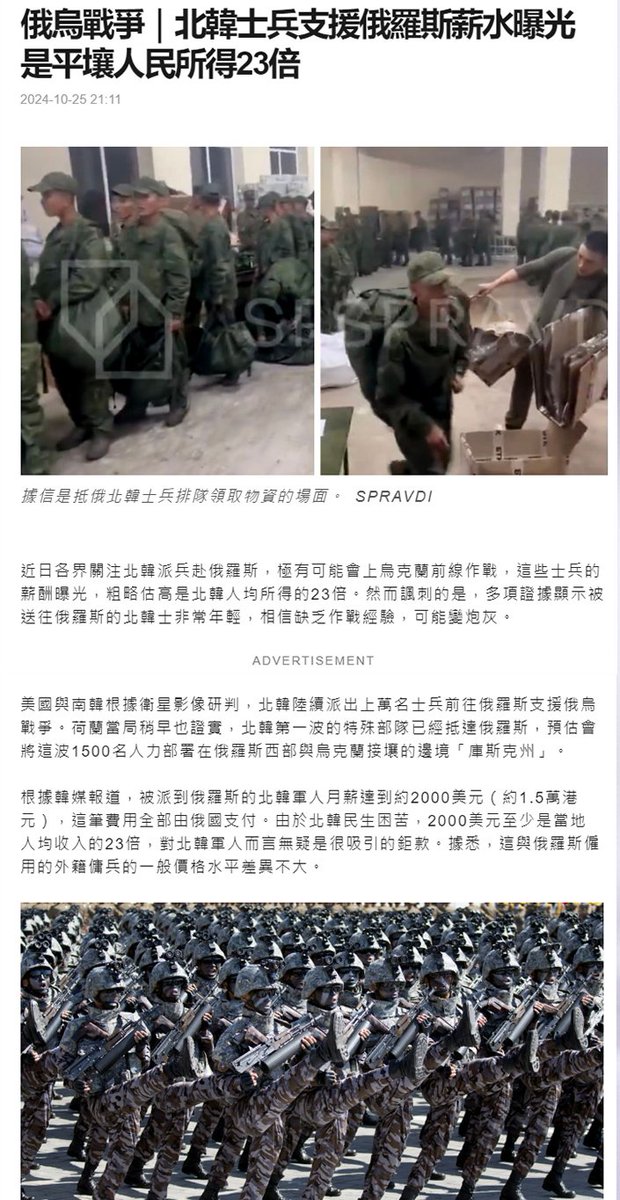 俄烏戰爭｜北韓士兵支援俄羅斯薪水曝光
是平壤人民所得23倍
2024-10-25 21:11
SPRAVDI
據信是抵俄北韓士兵排隊領取物資的場面。 SPRAVDI
近日各界關注北韓派兵赴俄羅斯，極有可能會上烏克蘭前線作戰，這些士兵的
薪酬曝光，粗略估高是北韓人均所得的23倍。然而諷刺的是，多項證據顯示被
送往俄羅斯的北韓士非常年輕，相信缺乏作戰經驗，可能變炮灰。
ADVERTISEMENT
美國與南韓根據衛星影像研判，北韓陸續派出上萬名士兵前往俄羅斯支援俄烏
戰爭。荷蘭當局稍早也證實，北韓第一波的特殊部隊已經抵達俄羅斯，預估會
將這波1500名人力部署在俄羅斯西部與烏克蘭接壤的邊境「庫斯克州」。
根據韓媒報道，被派到俄羅斯的北韓軍人月薪達到約2000美元（約1.5萬港
元），這筆費用全部由俄國支付。由於北韓民生困苦，2000美元至少是當地
人均收入的23倍，對北韓軍人而言無疑是很吸引的鉅款。據悉，這與俄羅斯僱
用的外籍傭兵的一般價格水平差異不大。